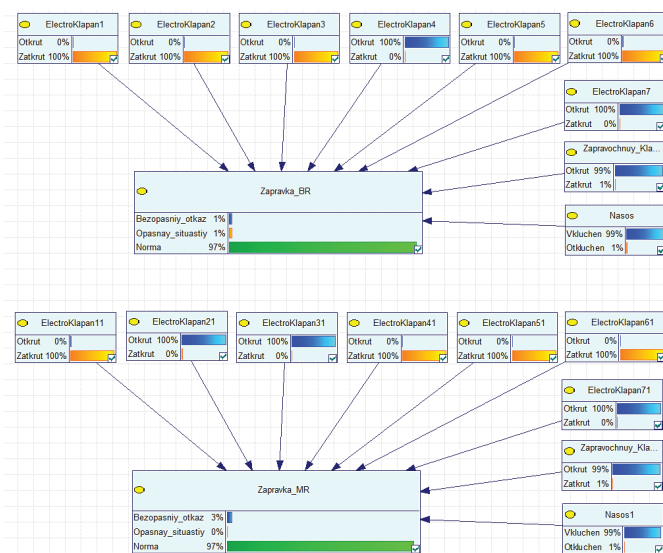 ElectroKlapan1
Otkrut 0%
Zatkrut 100%
ElectroKlapan2
Otkrut 0%
Zatkrut 100%
ElectroKlapan3
Otkrut 0%
Zatkrut 100%
ElectroKlapan4
Otkrut 100%
Zatkrut 0%
ElectroKlapan5
Otkrut 0%
Zatkrut 100%
ElectroKlapan6
Otkrut 0%
Zatkrut 100%
ElectroKlapan7
Otkrut 100%
Zatkrut 0%
Zapravochnuy_Kla...
Otkrut 99%
Zatkrut 1%
Zapravka_BR
Bezopasniy_otkaz 1%
Opasnay_situastiy 1%
Norma 97%
Nasos
Vkluchen 99%
Otkluchen 1%
ElectroKlapan11
Otkrut 0%
Zatkrut 100%
ElectroKlapan21
Otkrut 100%
Zatkrut 0%
ElectroKlapan31
Otkrut 100%
Zatkrut 0%
ElectroKlapan41
Otkrut 0%
Zatkrut 100%
ElectroKlapan51
Otkrut 0%
Zatkrut 100%
ElectroKlapan61
Otkrut 0%
Zatkrut 100%
ElectroKlapan71
Otkrut 100%
Zatkrut 0%
Zapravochnuy_Kla...
Otkrut 99%
Zatkrut 1%
Zapravka_MR
Bezopasniy_otkaz 3%
Opasnay_situastiy 0%
Norma 97%
Nasos1
Vkluchen 99%
Otkluchen 1%